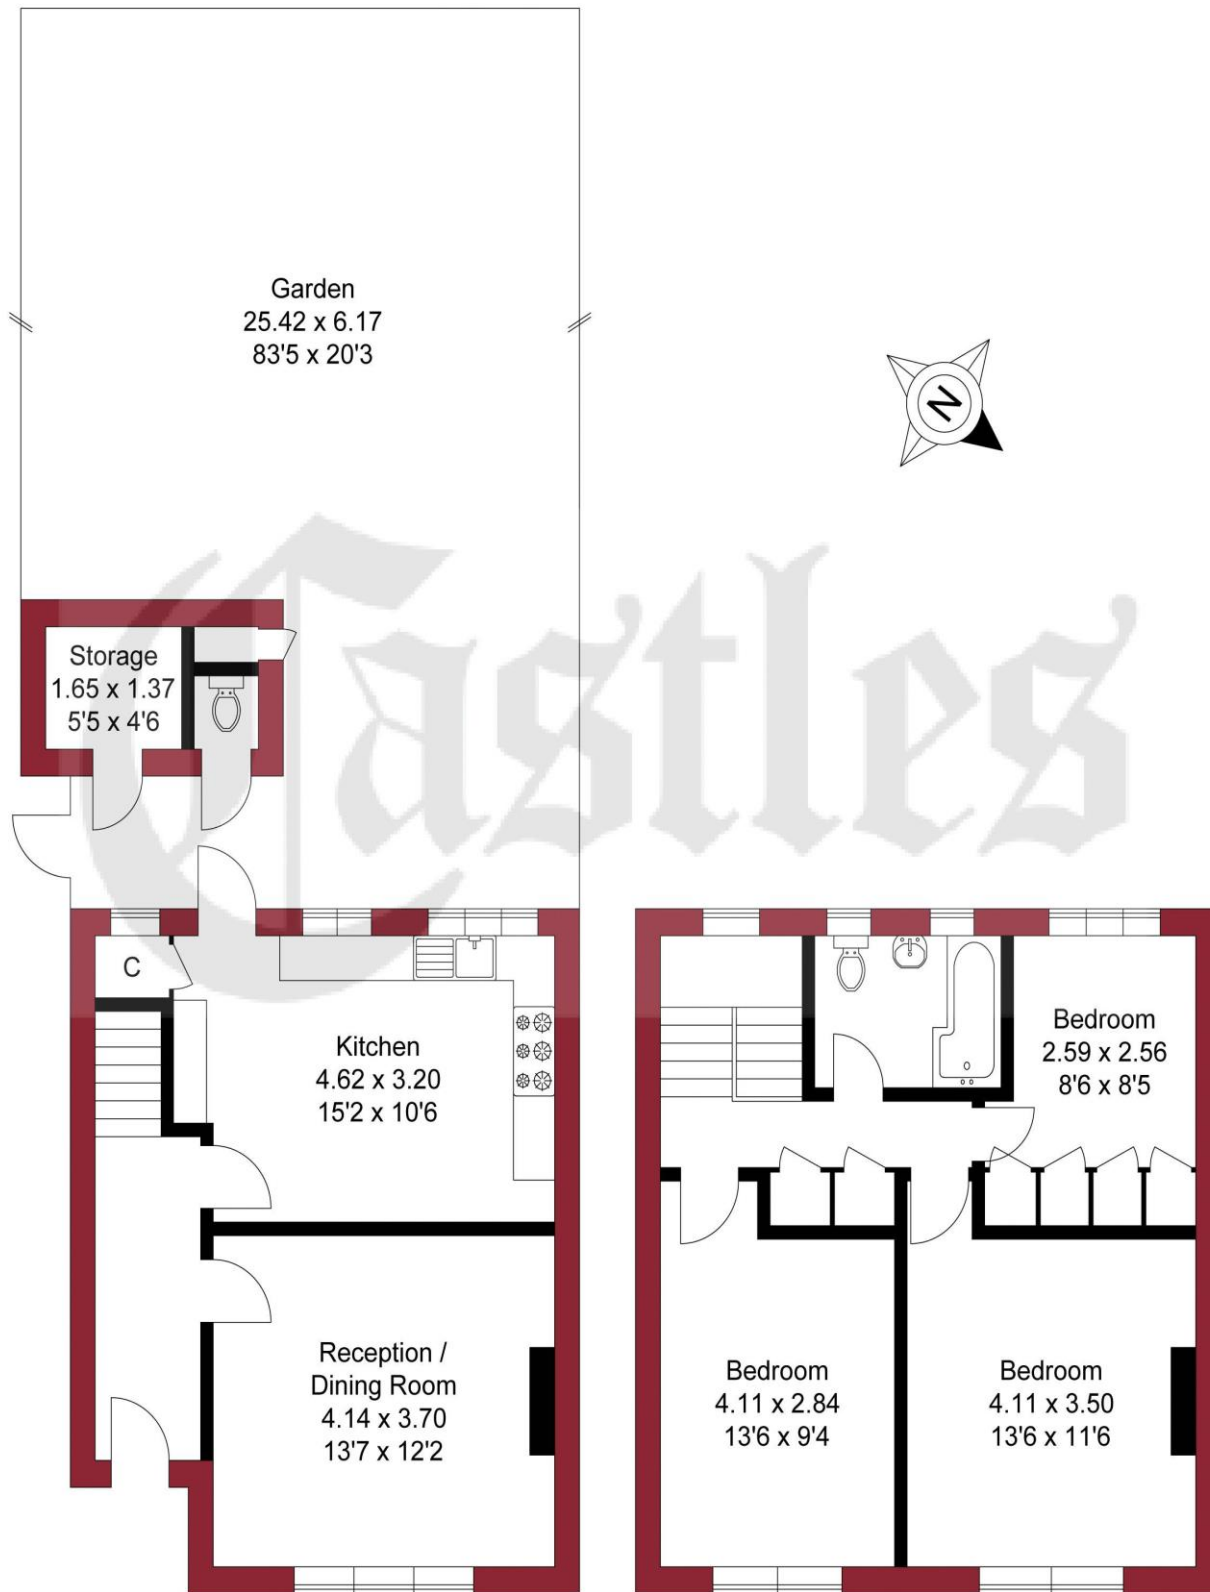 Garden
25.42 x 6.17
83'5 x 20'3
N
Castles
Storage
1.65 x 1.37
5'5 x 4'6
C
Kitchen
4.62 x 3.20
15'2 x 10'6
Reception /
Dining Room
4.14 x 3.70
13'7 x 12'2
Bedroom
2.59 x 2.56
8'6 x 8'5
Bedroom
4.11 x 2.84
13'6 x 9'4
Bedroom
4.11 x 3.50
13'6 x 11'6